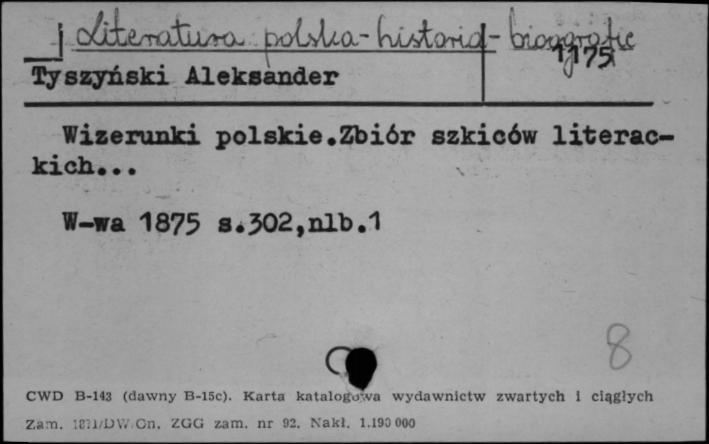 Literatura polska - historia - biografie
1175
Tyszyński Aleksander
Wizerunki polskie.Zbiór szkiców literac-
kich...
W-wa 1875 s.302,nlb.1
8
CWD B-143 (dawny B-15c). Karta katalogowa wydawnictw zwartych i ciągłych
Zam. 1871/DW/Cn. ZGG zam. nr 92. Nakł. 1.190 000